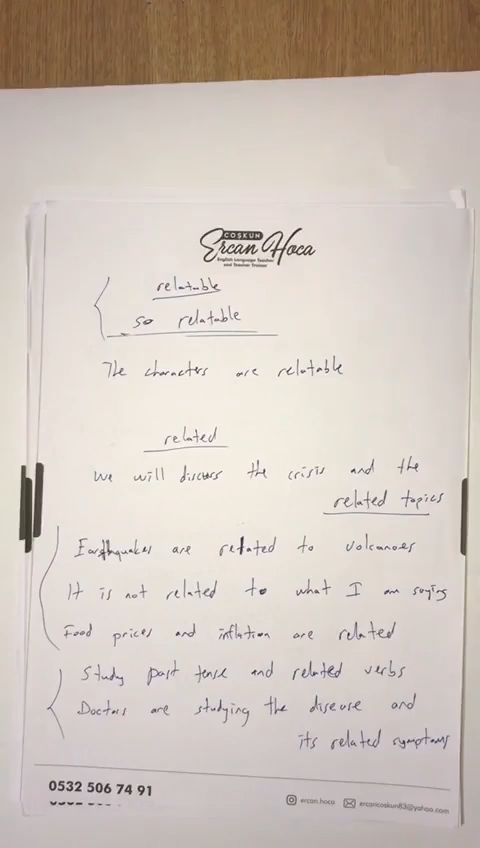 COŞKUN
Ercan Hoca
English Language Teacher
and Teacher Trainer
relatable
so relatable
The characters are relatable
related
We will discuss the crisis and the
related topics
Earthquakes are related to volcanoes
It is not related to what I am saying
Food prices and inflation are related
Study past tense and related verbs
Doctors are studying the disease and
its related symptoms
0532 506 74 91
ercan.hoca
ercancoskun83@yahoo.com